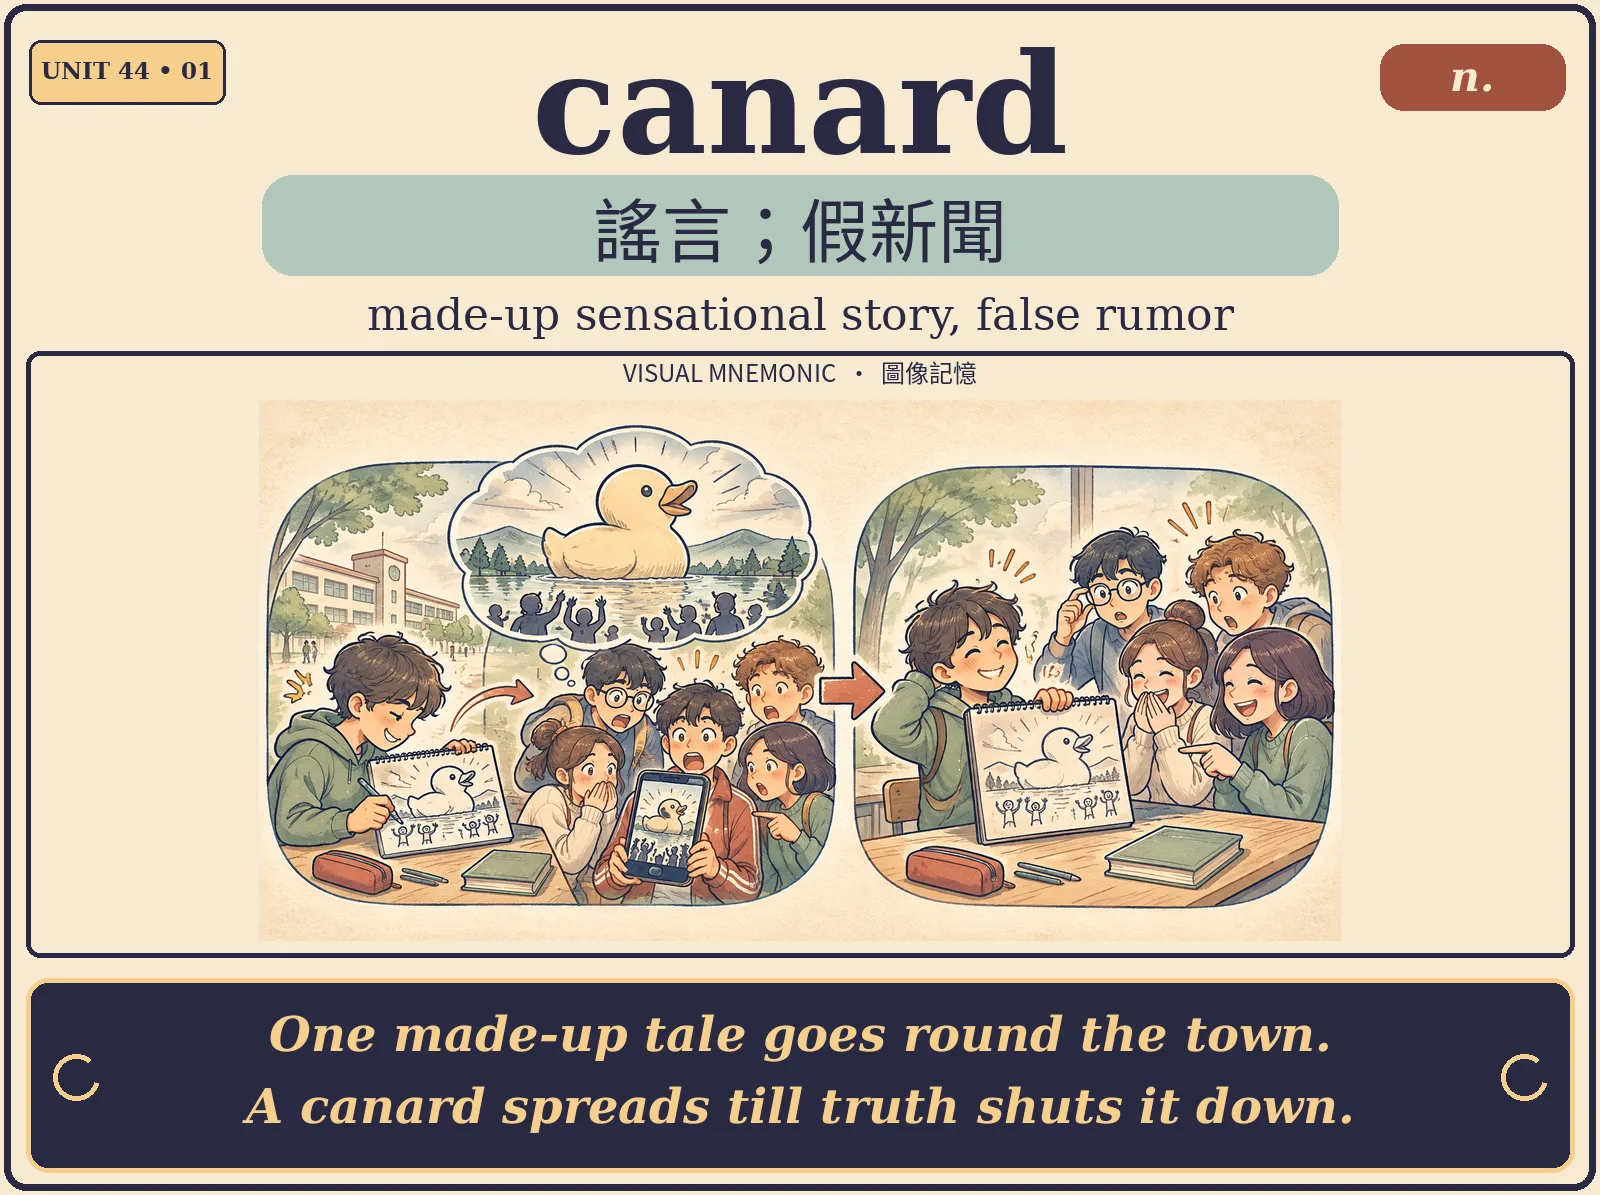 UNIT 44 • 01
canard
n.
謠言；假新聞
made-up sensational story, false rumor
VISUAL MNEMONIC • 圖像記憶
One made-up tale goes round the town.
A canard spreads till truth shuts it down.